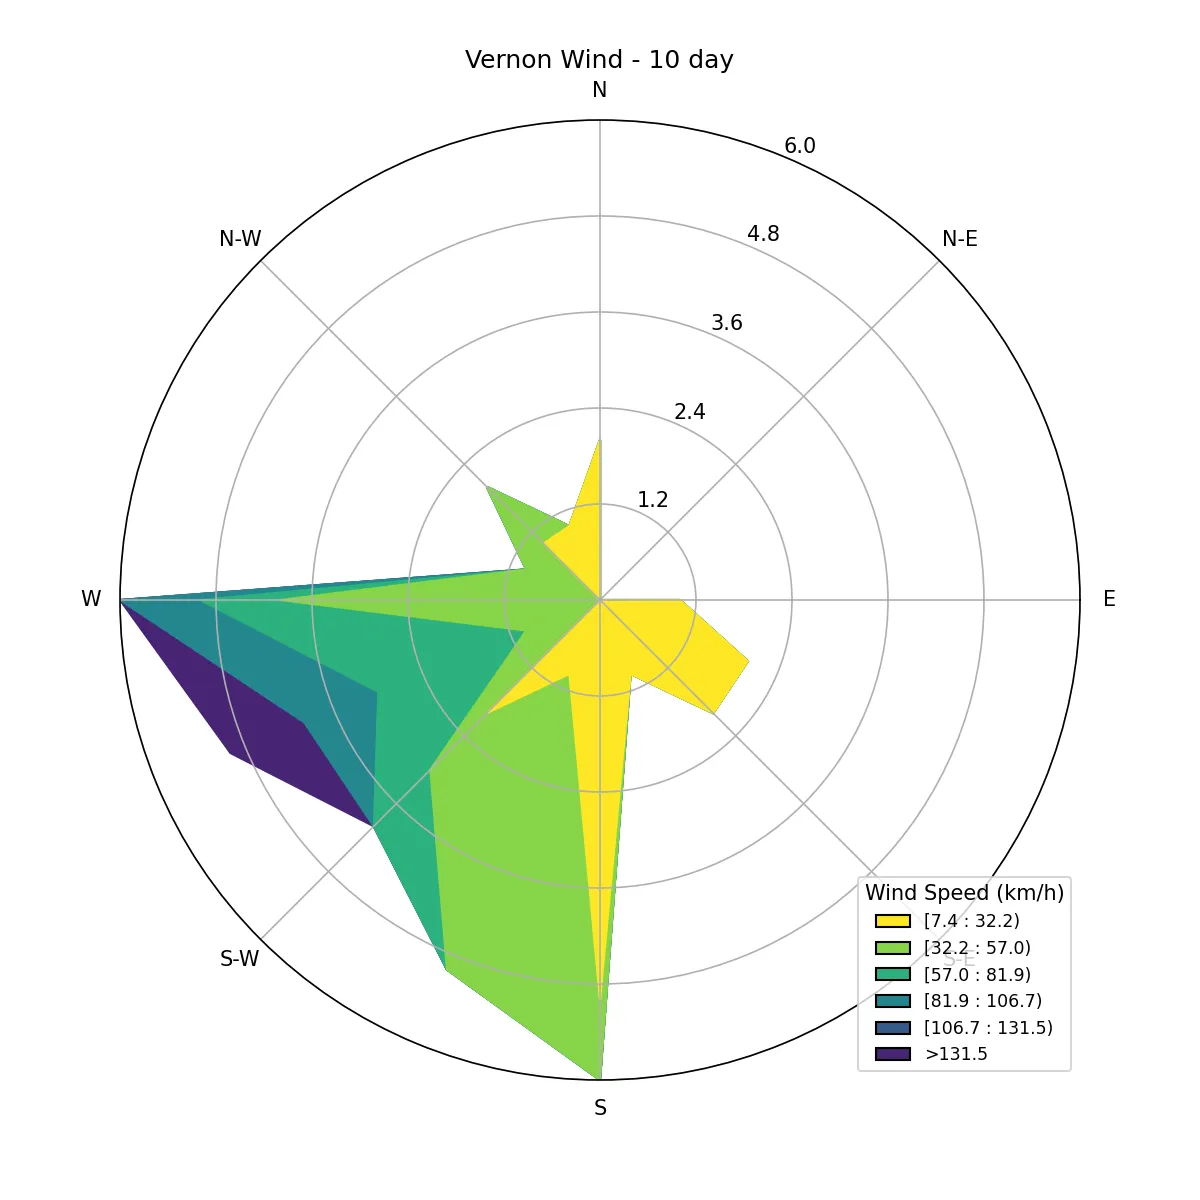 Vernon Wind - 10 day
N
6.0
N-W
4.8
N-E
3.6
2.4
1.2
W
E
Wind Speed (km/h)
[7.4 : 32.2)
[32.2 : 57.0)
S-W
S-E
[57.0 : 81.9)
[81.9 : 106.7)
[106.7 : 131.5)
>131.5
S